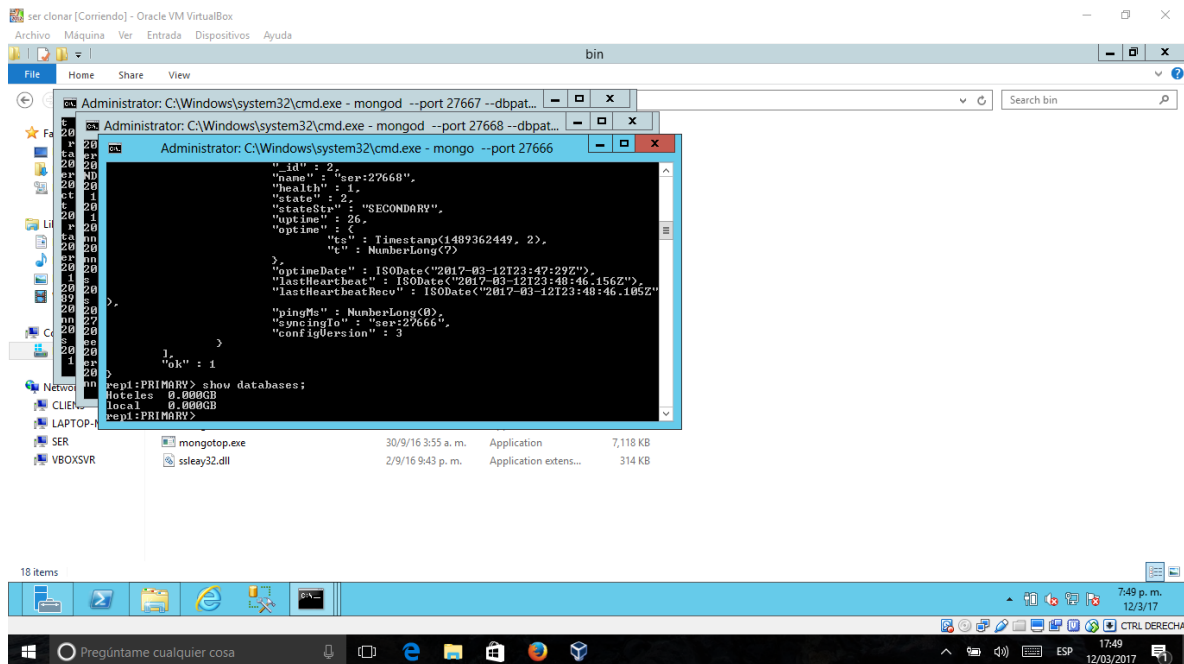 ser clonar [Corriendo] - Oracle VM VirtualBox
Archivo Máquina Ver Entrada Dispositivos Ayuda
bin
File Home Share View
Search bin
Administrator: C:\Windows\system32\cmd.exe - mongod --port 27667 --dbpat...
Administrator: C:\Windows\system32\cmd.exe - mongod --port 27668 --dbpat...
Administrator: C:\Windows\system32\cmd.exe - mongo --port 27666
"_id" : 2,
"name" : "ser:27668",
"health" : 1,
"state" : 2,
"stateStr" : "SECONDARY",
"uptime" : 26,
"optime" : {
"ts" : Timestamp(1489362449, 2),
"t" : NumberLong(7)
},
"optimeDate" : ISODate("2017-03-12T23:47:29Z"),
"lastHeartbeat" : ISODate("2017-03-12T23:48:46.156Z"),
"lastHeartbeatRecv" : ISODate("2017-03-12T23:48:46.105Z"
),
"pingMs" : NumberLong(0),
"syncingTo" : "ser:27666",
"configVersion" : 3
}
],
"ok" : 1
}
rep1:PRIMARY> show databases;
Hoteles 0.000GB
local 0.000GB
rep1:PRIMARY>
CLIEN
LAPTOP-
SER
VBOXSVR
mongotop.exe 30/9/16 3:55 a. m. Application 7,118 KB
ssleay32.dll 2/9/16 9:43 p. m. Application extens... 314 KB
18 items
7:49 p. m.
12/3/17
CTRL DERECHA
Pregúntame cualquier cosa
ESP
17:49
12/03/2017